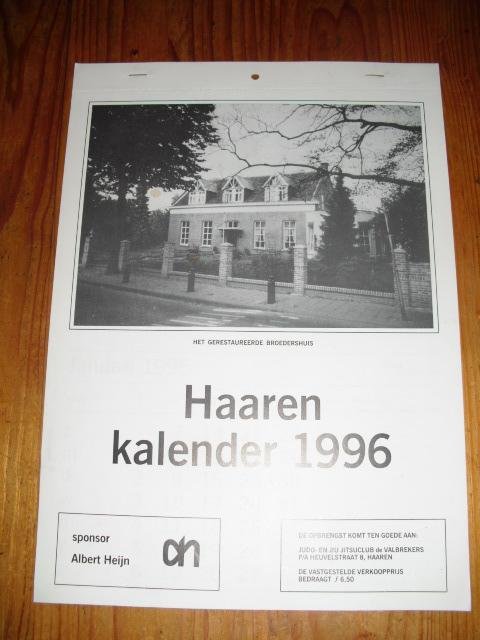 HET GERESTAUREERDE BROEDERSHUIS
Haaren
kalender 1996
sponsor
Albert Heijn
ah
DE OPBRENGST KOMT TEN GOEDE AAN:
JUDO- EN JIU JITSUCLUB de VALBREKERS
P/A HEUVELSTRAAT 8, HAAREN
DE VASTGESTELDE VERKOOPPRIJS
BEDRAAGT ƒ 6,50